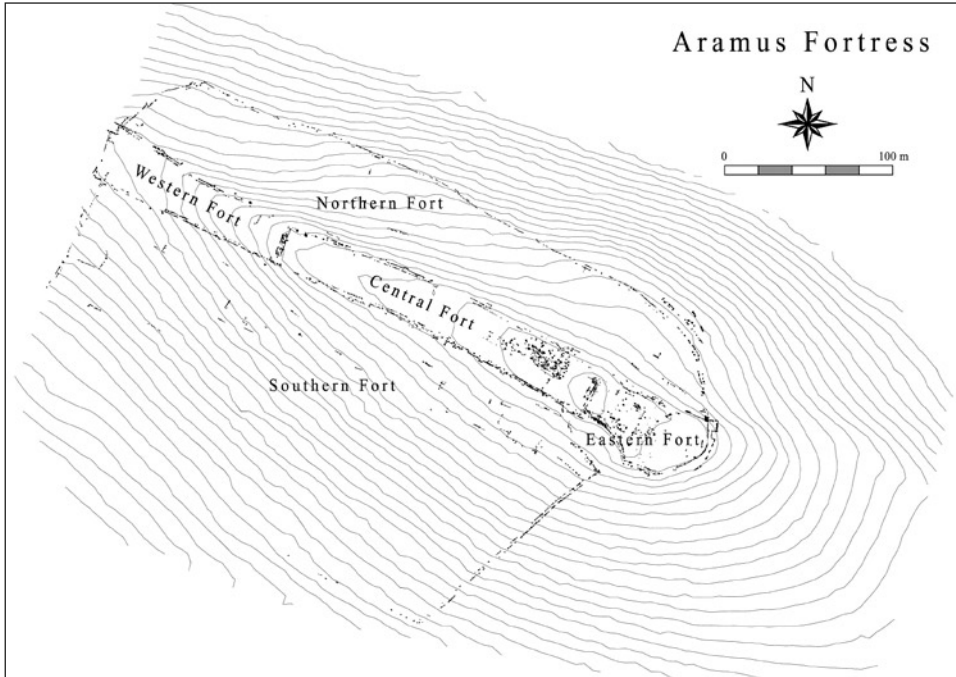 Aramus Fortress
N
0 100 m
Western Fort
Northern Fort
Central Fort
Southern Fort
Eastern Fort